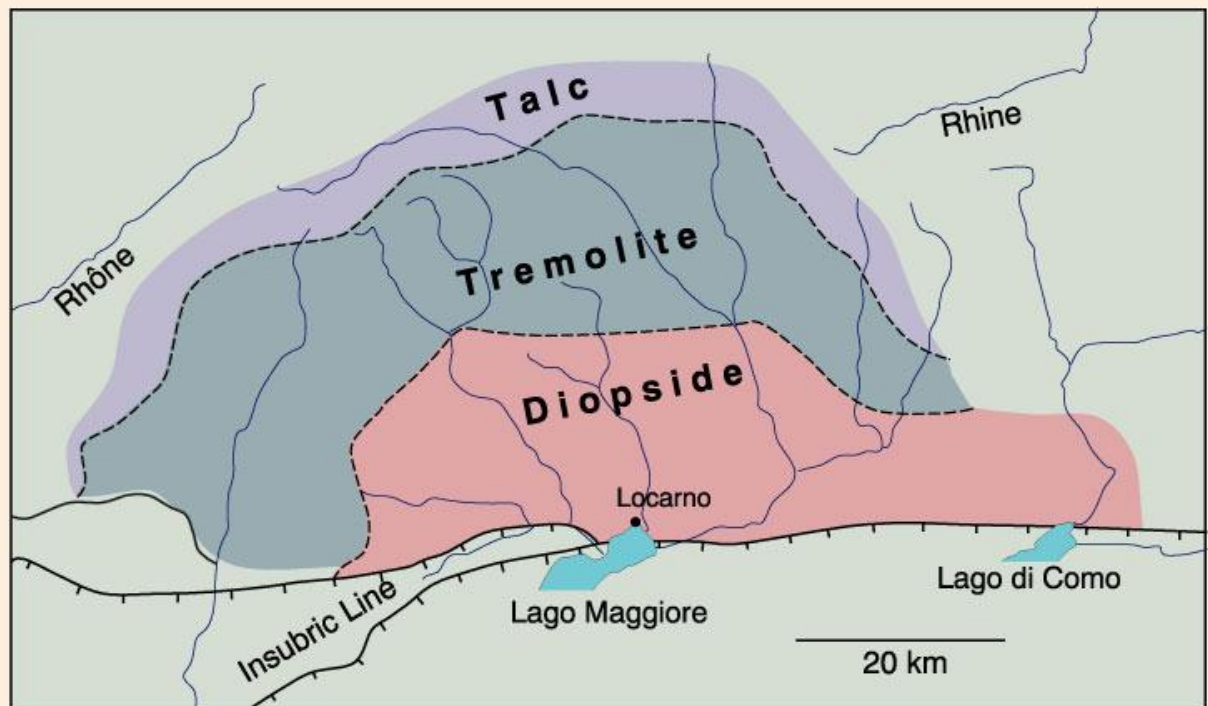 Talc
Rhine
Rhône
Tremolite
Diopside
Locarno
Insubric Line
Lago Maggiore
Lago di Como
20 km